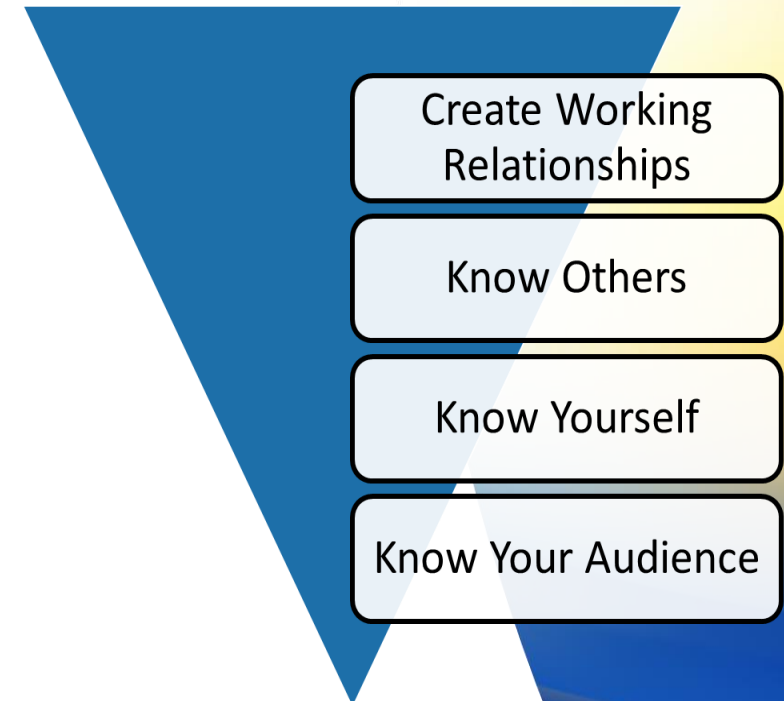 Create Working
Relationships
Know Others
Know Yourself
Know Your Audience